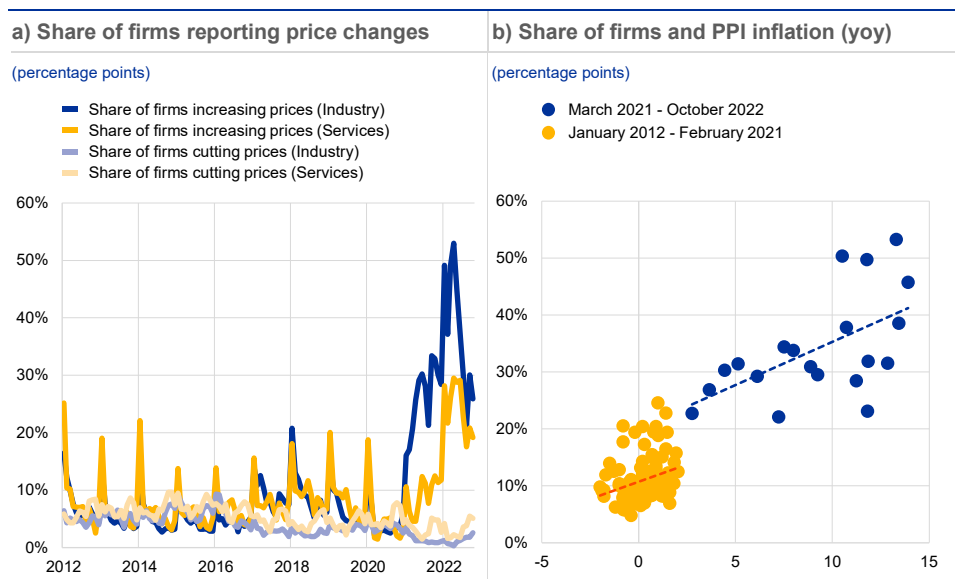 a) Share of firms reporting price changes
(percentage points)
Share of firms increasing prices (Industry)
Share of firms increasing prices (Services)
Share of firms cutting prices (Industry)
Share of firms cutting prices (Services)
60%
50%
40%
30%
20%
10%
0%
2012 2014 2016 2018 2020 2022
b) Share of firms and PPI inflation (yoy)
(percentage points)
March 2021 - October 2022
January 2012 - February 2021
60%
50%
40%
30%
20%
10%
0%
-5 0 5 10 15